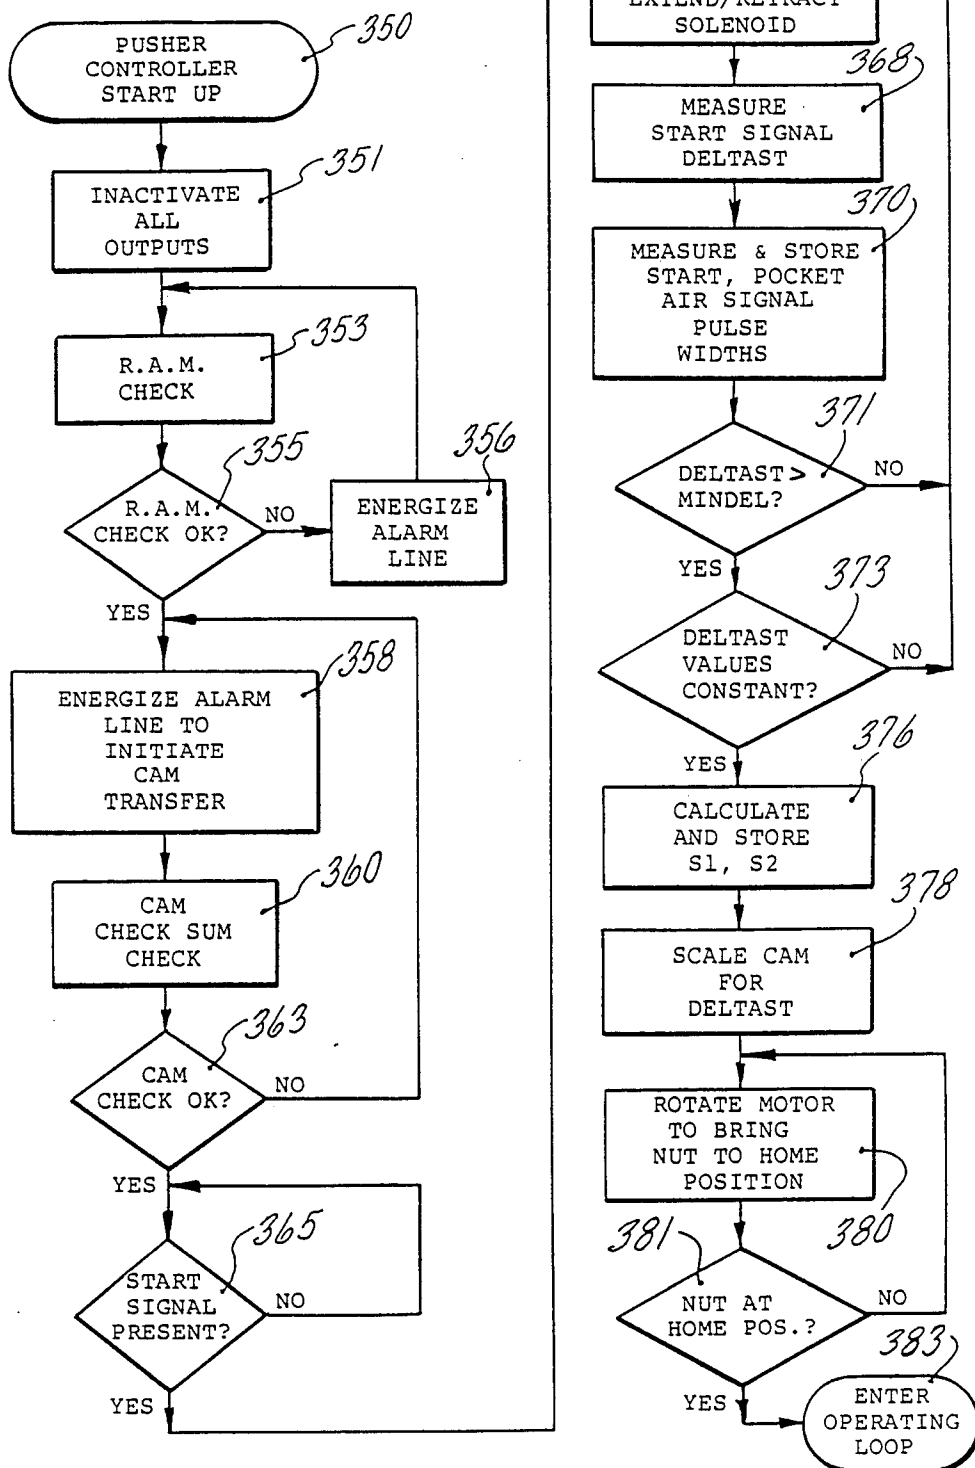 350
PUSHER
CONTROLLER
START UP
351
INACTIVATE
ALL
OUTPUTS
353
R.A.M.
CHECK
355
R.A.M.
CHECK OK?
NO
356
ENERGIZE
ALARM
LINE
YES
358
ENERGIZE ALARM
LINE TO
INITIATE
CAM
TRANSFER
360
CAM
CHECK SUM
CHECK
363
CAM
CHECK OK?
NO
YES
365
START
SIGNAL
PRESENT?
NO
YES
EXTEND/RETRACT
SOLENOID
368
MEASURE
START SIGNAL
DELTAST
370
MEASURE & STORE
START, POCKET
AIR SIGNAL
PULSE
WIDTHS
371
DELTAST>
MINDEL?
NO
YES
373
DELTAST
VALUES
CONSTANT?
NO
YES
376
CALCULATE
AND STORE
S1, S2
378
SCALE CAM
FOR
DELTAST
ROTATE MOTOR
TO BRING
NUT TO HOME
POSITION
380
381
NUT AT
HOME POS.?
NO
YES
383
ENTER
OPERATING
LOOP